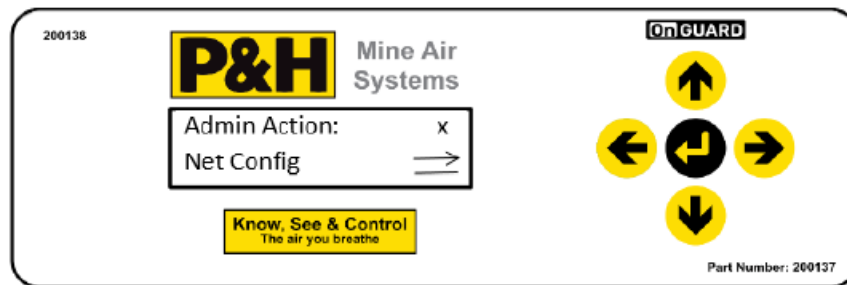 200138
P&H
Mine Air
Systems
OnGUARD
Admin Action: x
Net Config
Know, See & Control
The air you breathe
Part Number: 200137